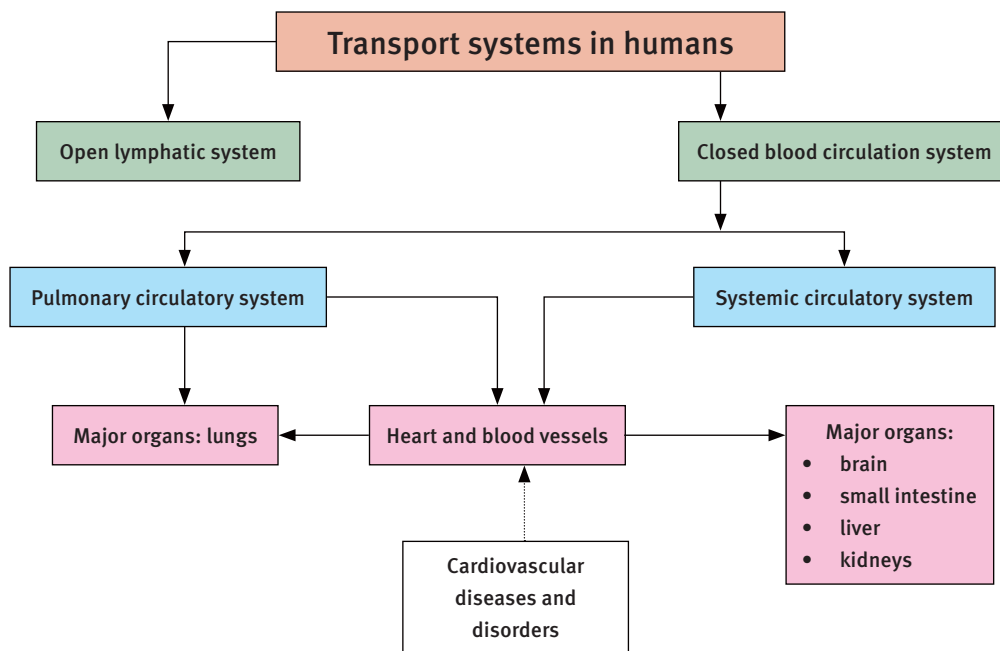 Transport systems in humans
Open lymphatic system
Closed blood circulation system
Pulmonary circulatory system
Systemic circulatory system
Major organs: lungs
Heart and blood vessels
Major organs:
• brain
• small intestine
• liver
• kidneys
Cardiovascular
diseases and
disorders